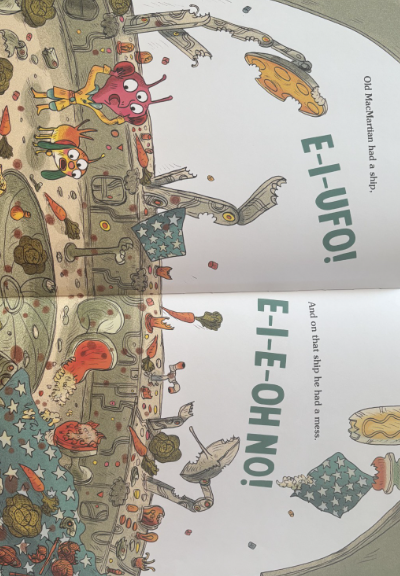 Old MacMartian had a ship,
E-I-UFO!
And on that ship he had a mess.
E-I-E-OH NO!